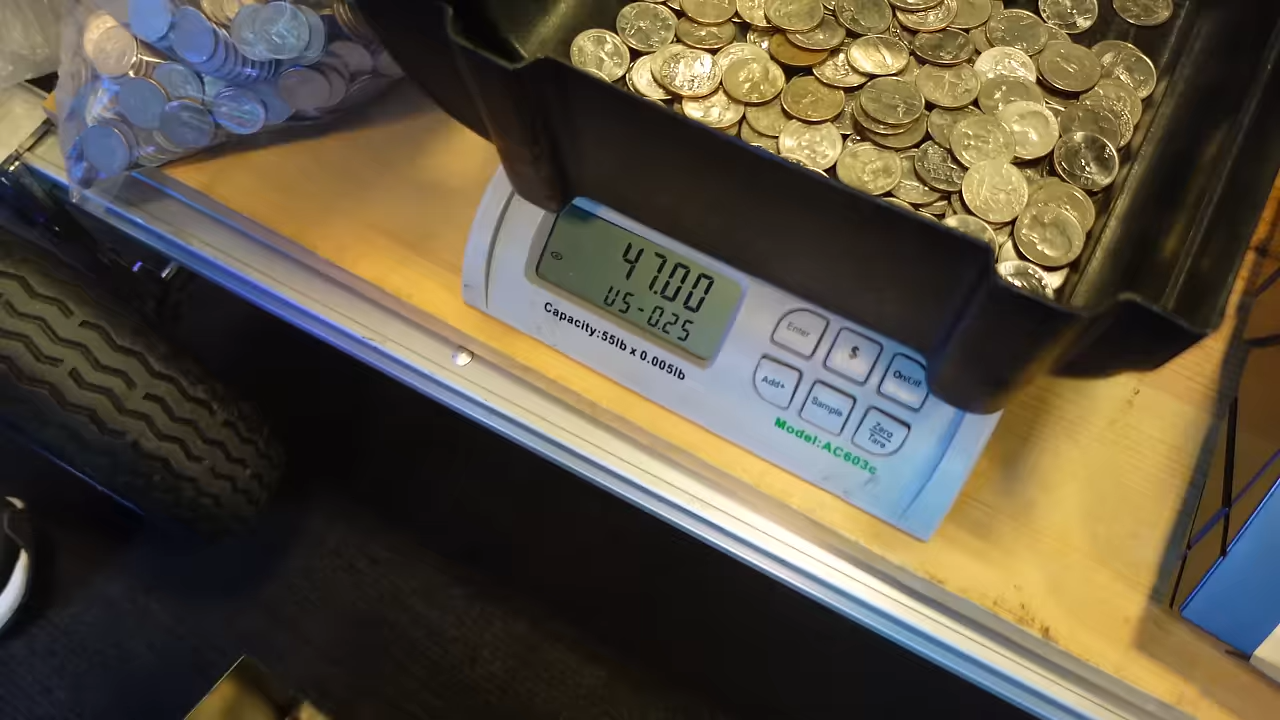 47.00
US-0.25
Capacity:55lb x 0.005lb
Enter
$
On/Off
Add+
Sample
Zero
Tare
Model:AC603c